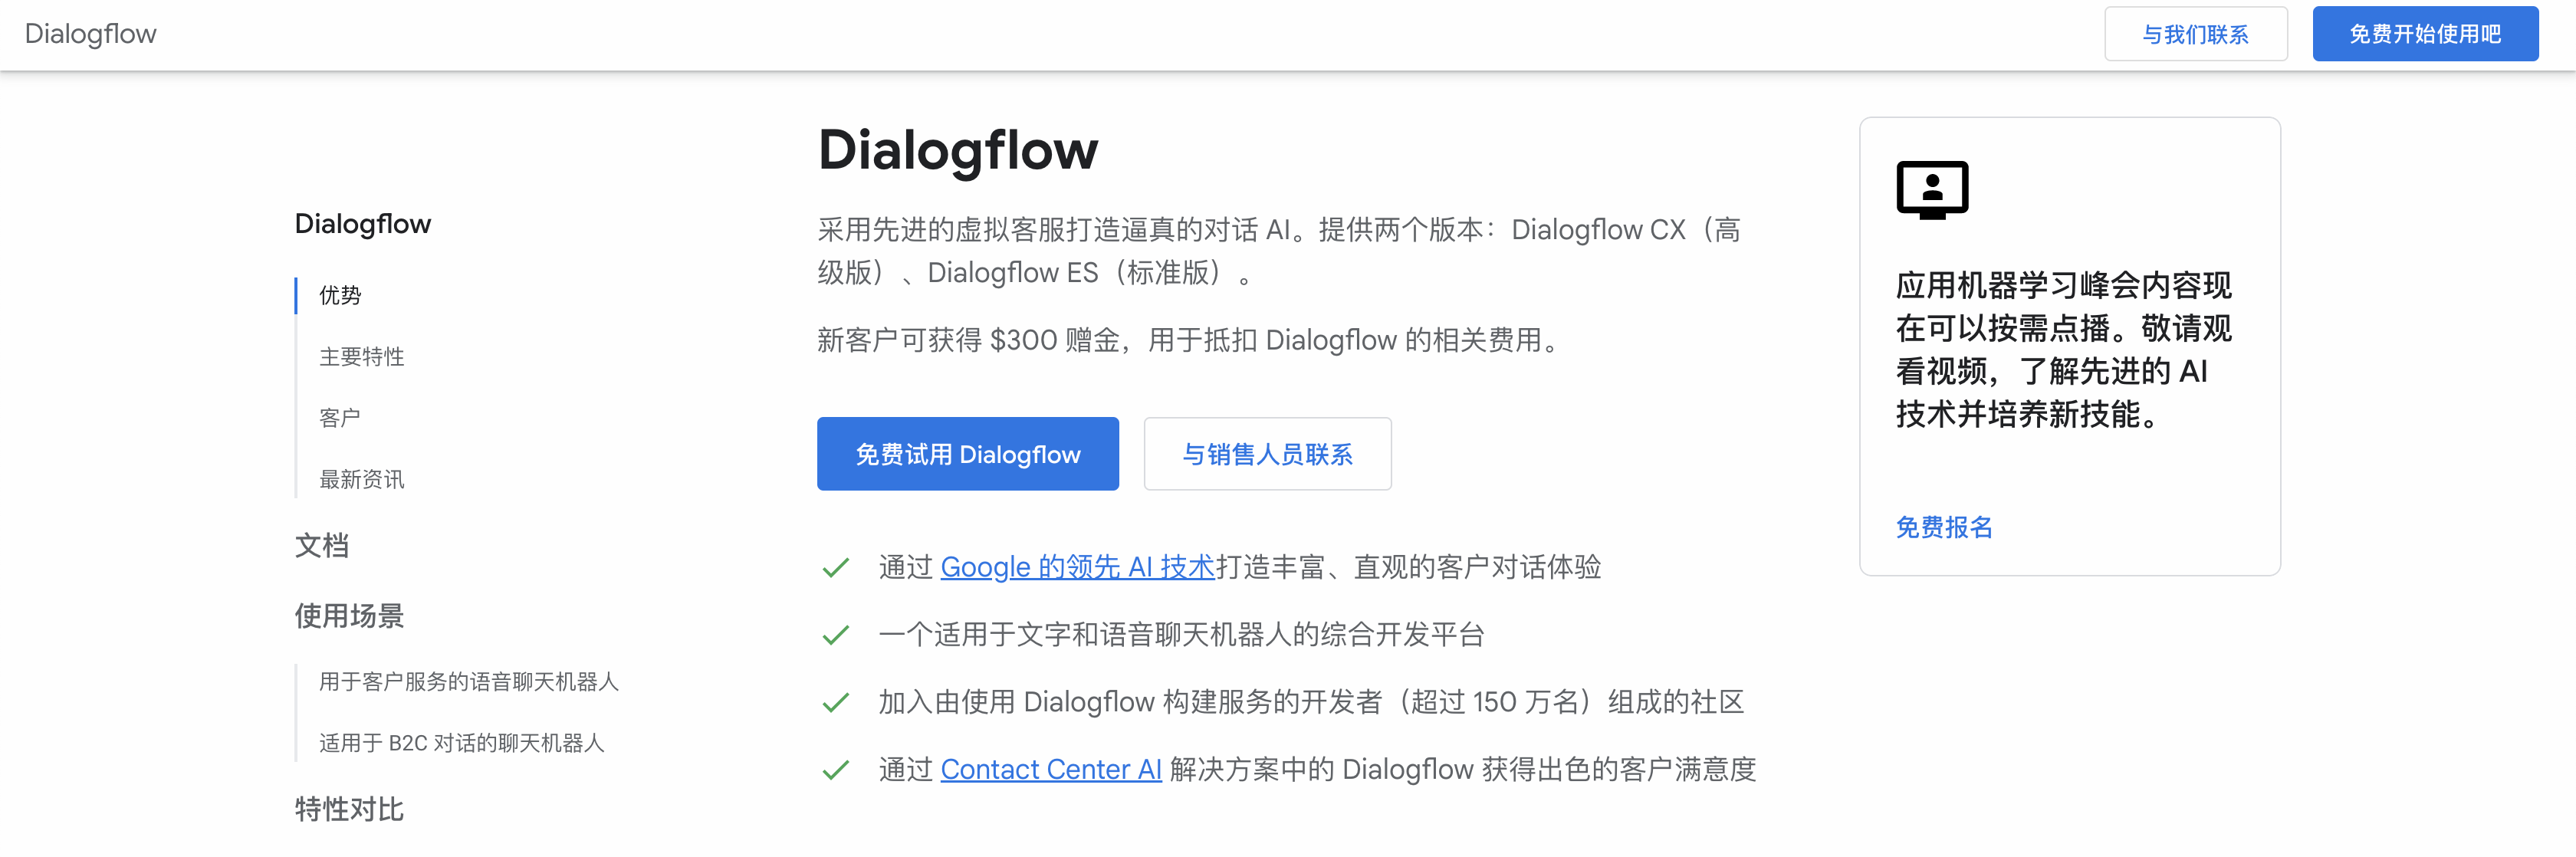 Dialogflow
与我们联系
免费开始使用吧
Dialogflow
优势
主要特性
客户
最新资讯
文档
使用场景
用于客户服务的语音聊天机器人
适用于 B2C 对话的聊天机器人
特性对比
Dialogflow
采用先进的虚拟客服打造逼真的对话 AI。提供两个版本：Dialogflow CX（高
级版）、Dialogflow ES（标准版）。
新客户可获得 $300 赠金，用于抵扣 Dialogflow 的相关费用。
免费试用 Dialogflow
与销售人员联系
通过 Google 的领先 AI 技术打造丰富、直观的客户对话体验
一个适用于文字和语音聊天机器人的综合开发平台
加入由使用 Dialogflow 构建服务的开发者（超过 150 万名）组成的社区
通过 Contact Center AI 解决方案中的 Dialogflow 获得出色的客户满意度
应用机器学习峰会内容现
在可以按需点播。敬请观
看视频，了解先进的 AI
技术并培养新技能。
免费报名